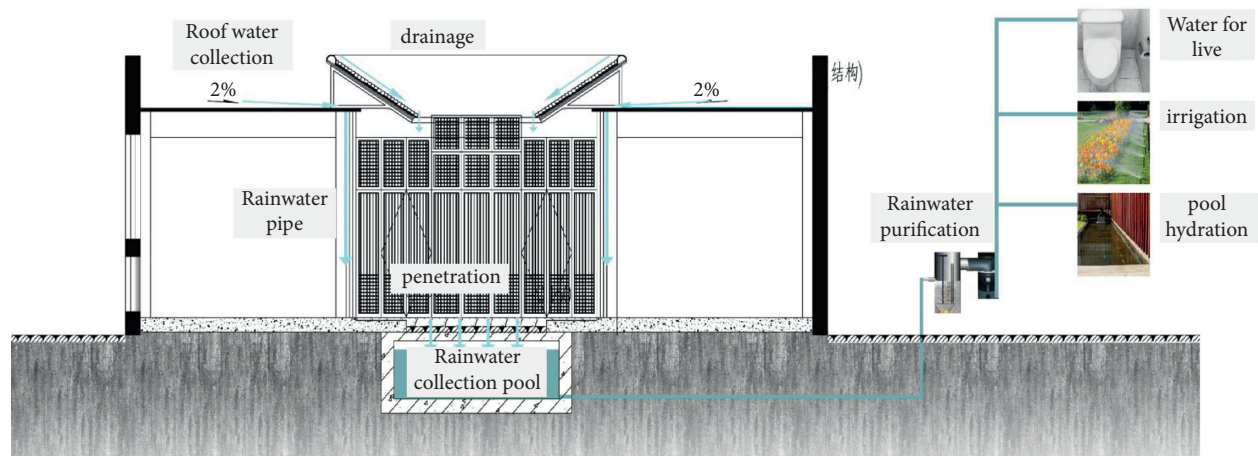 Roof water
collection
drainage
2%
2%
结构)
Rainwater
pipe
penetration
Rainwater
collection pool
Rainwater
purification
Water for
live
irrigation
pool
hydration